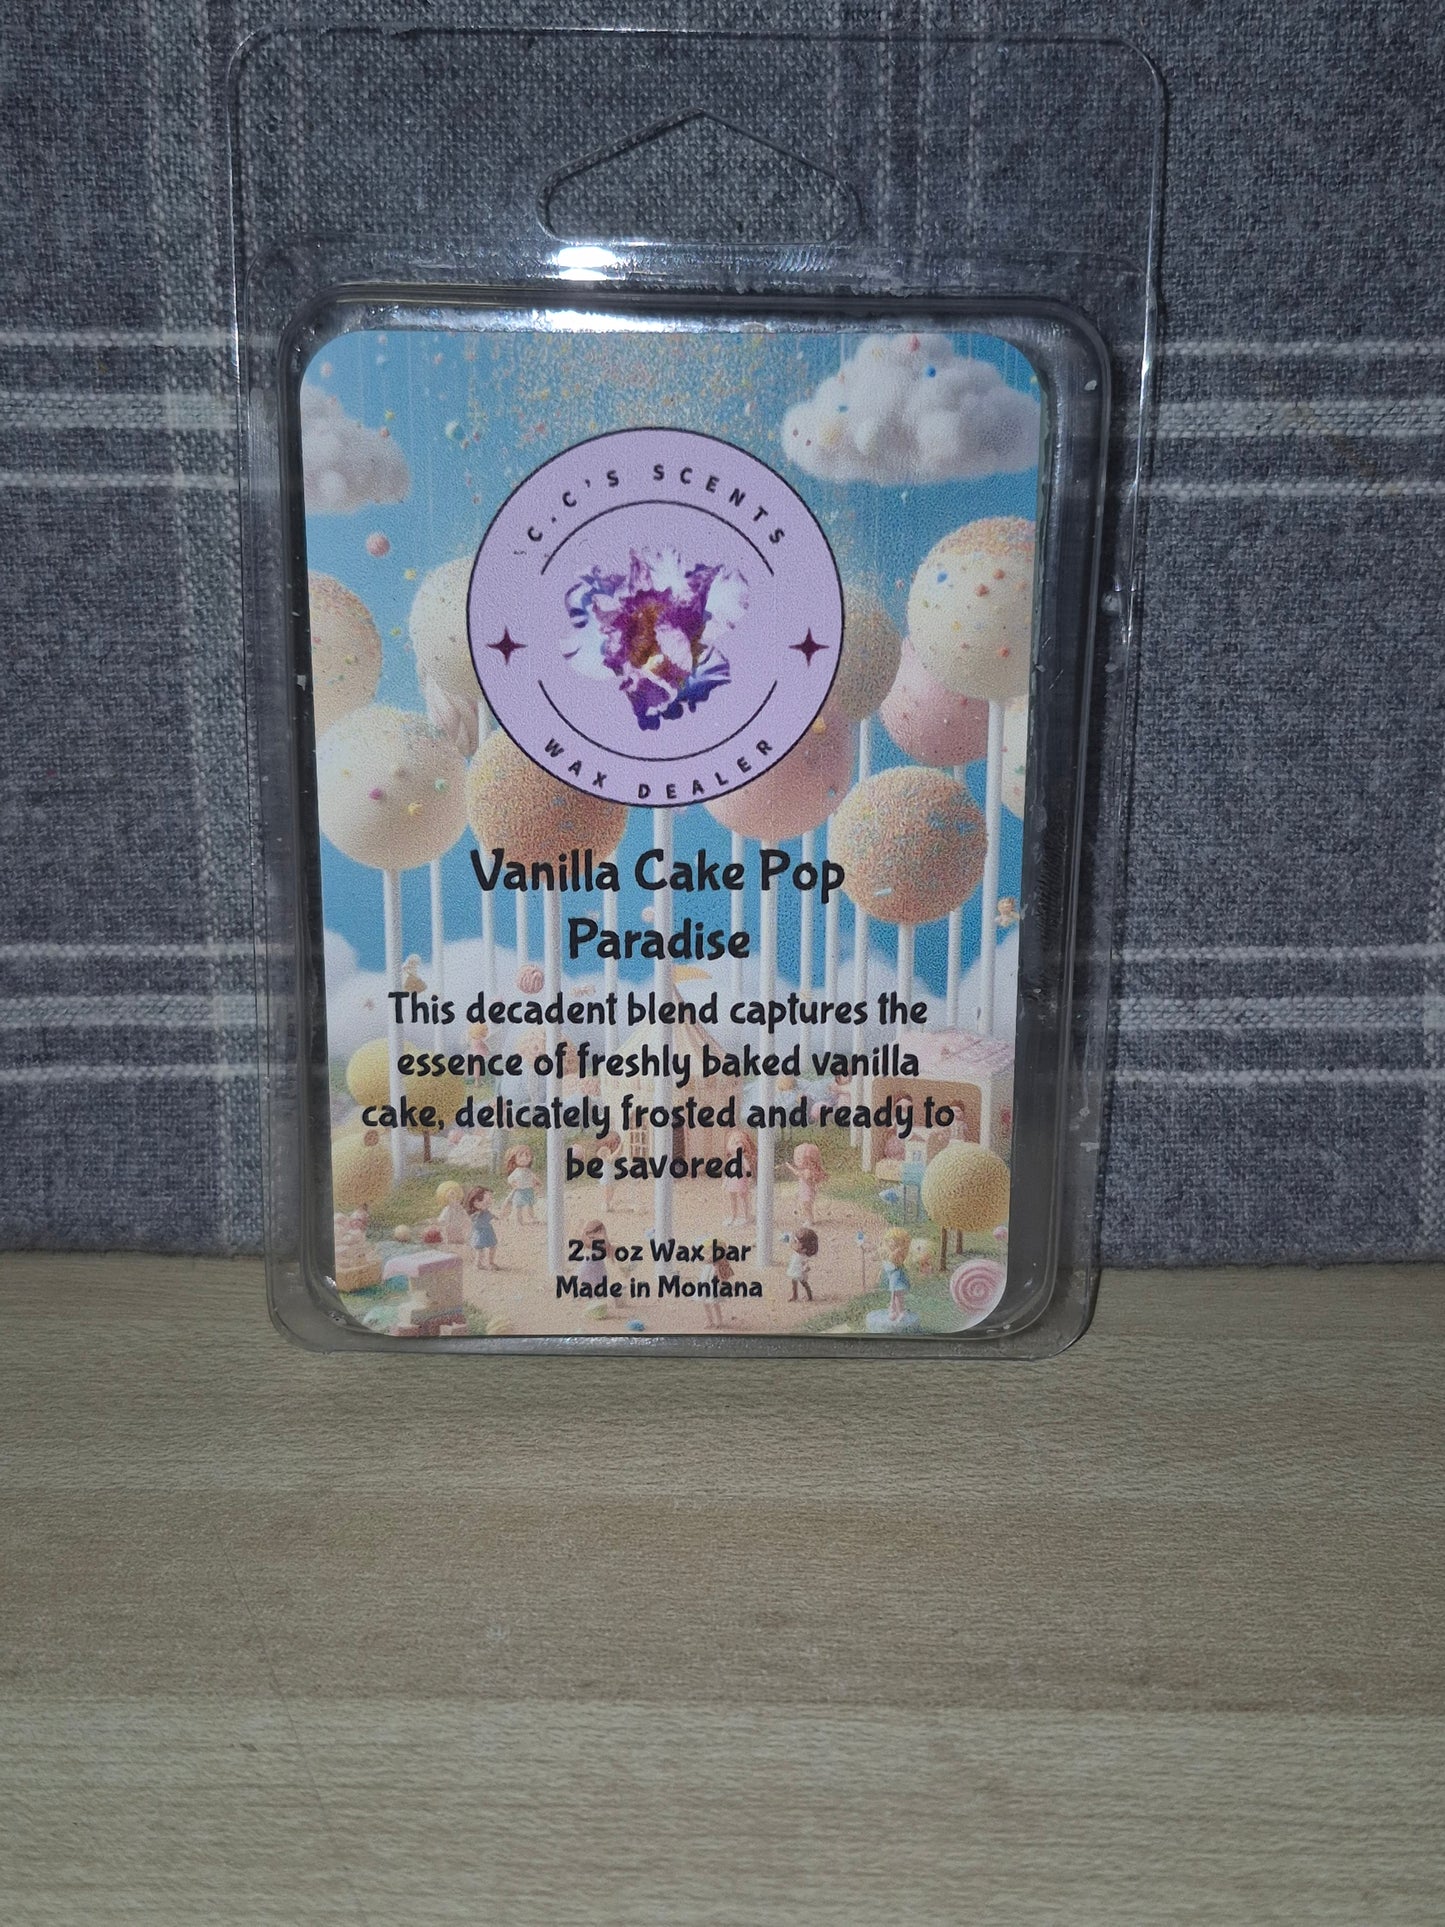 C.C'S SCENTS
WAX DEALER
Vanilla Cake Pop
Paradise
This decadent blend captures the
essence of freshly baked vanilla
cake, delicately frosted and ready to
be savored.
2.5 oz Wax bar
Made in Montana